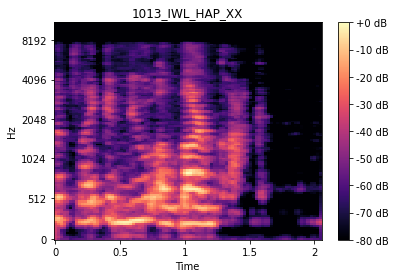 1013_IWL_HAP_XX
+0 dB
8192
-10 dB
4096
-20 dB
-30 dB
2048
Hz
-40 dB
1024
-50 dB
512
-60 dB
-70 dB
0
-80 dB
0 0.5 1 1.5 2
Time